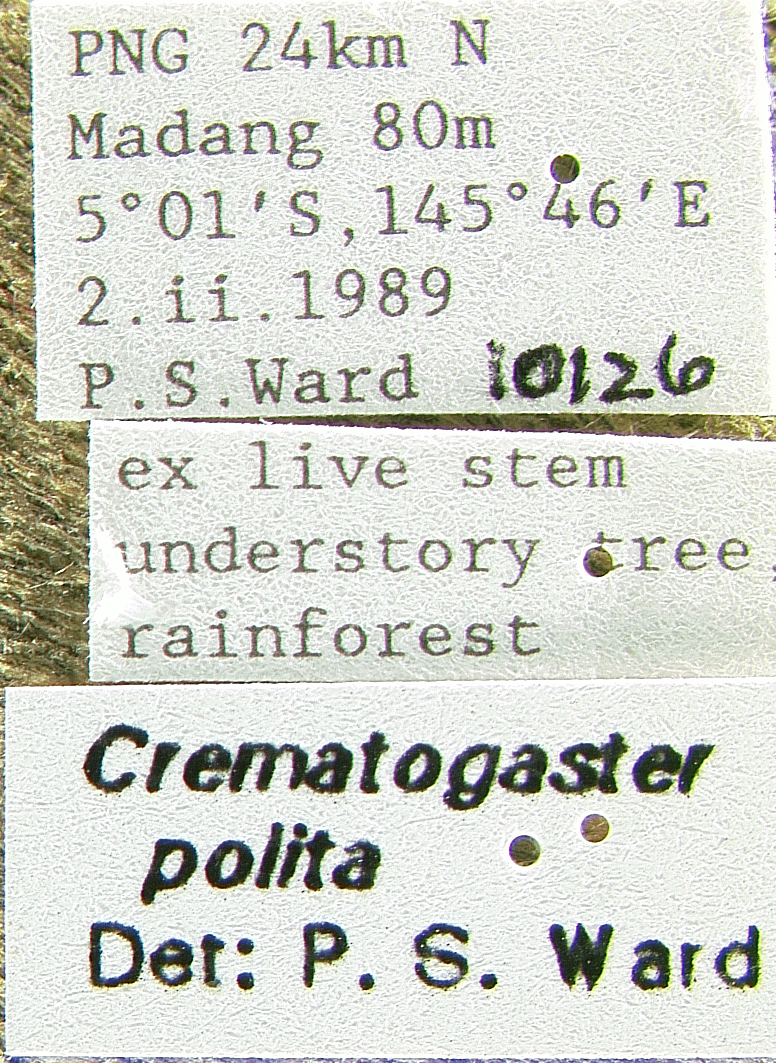 PNG 24km N
Madang 80m
5°01'S,145°46'E
2.ii.1989
P.S.Ward 10126
ex live stem
understory tree,
rainforest
Crematogaster
polita
Det: P. S. Ward